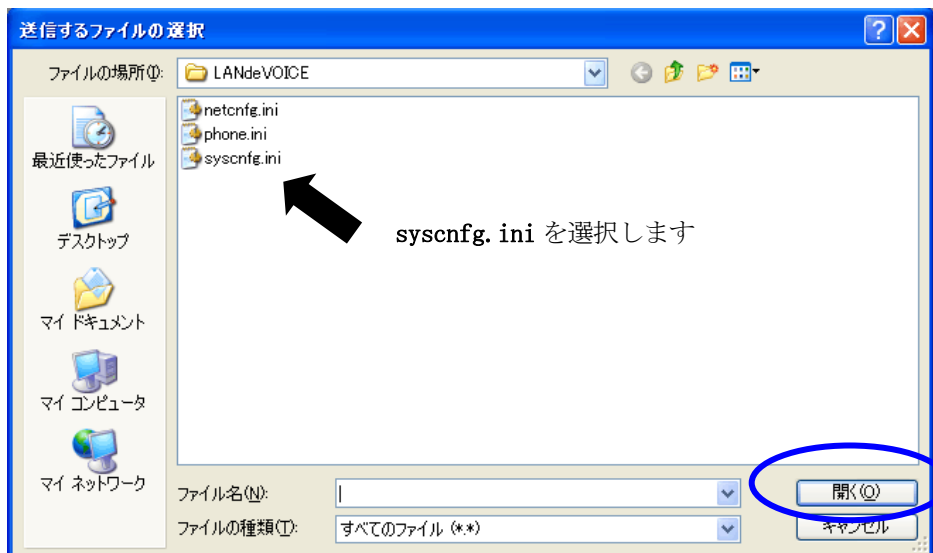 送信するファイルの選択
ファイルの場所(I):
LANdeVOICE
netcnfg.ini
phone.ini
syscnfg.ini
最近使ったファイル
デスクトップ
マイ ドキュメント
マイ コンピュータ
マイ ネットワーク
syscnfg.ini を選択します
ファイル名(N):
開く(O)
ファイルの種類(T):
すべてのファイル (*.*)
キャンセル